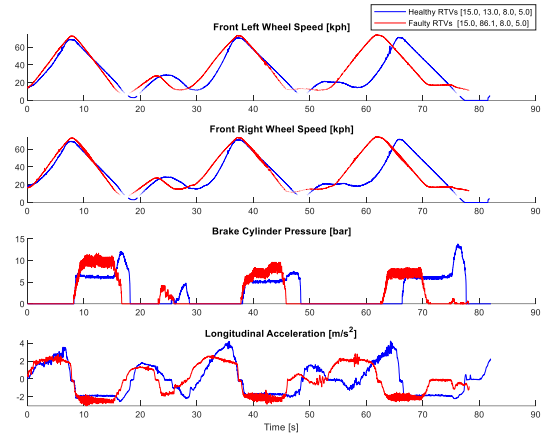 Healthy RTVs [15.0, 13.0, 8.0, 5.0]
Faulty RTVs [15.0, 86.1, 8.0, 5.0]
Front Left Wheel Speed [kph]
60
40
20
0
0 10 20 30 40 50 60 70 80 90
Front Right Wheel Speed [kph]
60
40
20
0
0 10 20 30 40 50 60 70 80 90
Brake Cylinder Pressure [bar]
15
10
5
0
0 10 20 30 40 50 60 70 80 90
Longitudinal Acceleration [m/s²]
4
2
0
-2
0 10 20 30 40 50 60 70 80 90
Time [s]